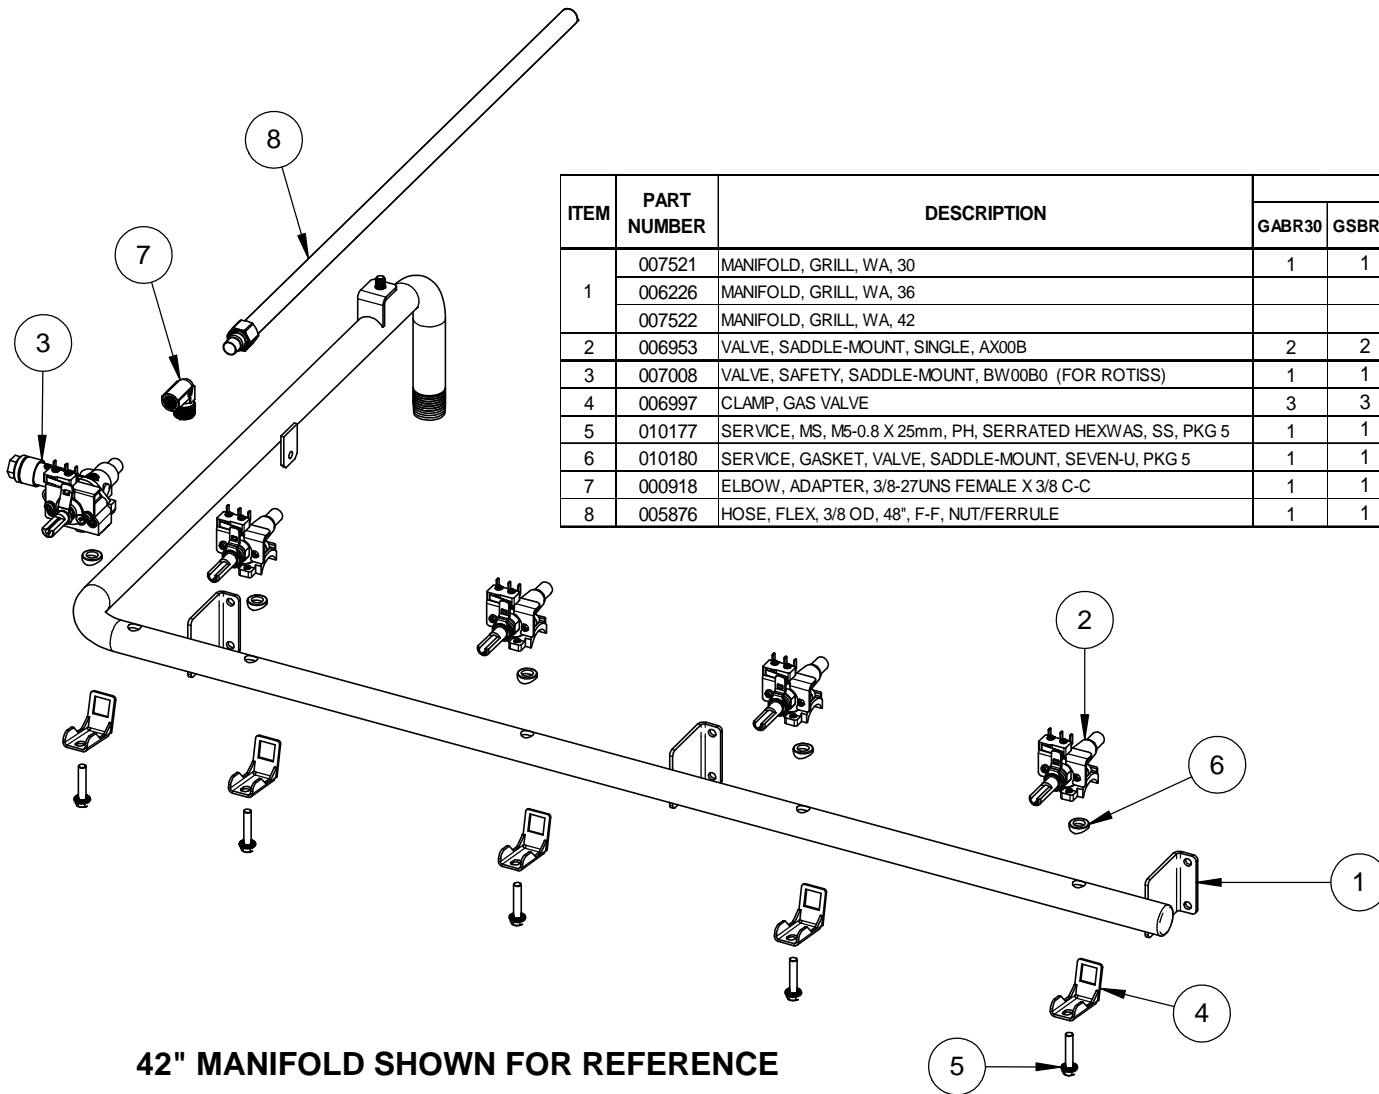 8
7
3
ITEM PART NUMBER DESCRIPTION GABR30 GSBR
1 007521 MANIFOLD, GRILL, WA, 30 1 1
006226 MANIFOLD, GRILL, WA, 36
007522 MANIFOLD, GRILL, WA, 42
2 006953 VALVE, SADDLE-MOUNT, SINGLE, AX00B 2 2
3 007008 VALVE, SAFETY, SADDLE-MOUNT, BW00B0 (FOR ROTISS) 1 1
4 006997 CLAMP, GAS VALVE 3 3
5 010177 SERVICE, MS, M5-0.8 X 25mm, PH, SERRATED HEXWAS, SS, PKG 5 1 1
6 010180 SERVICE, GASKET, VALVE, SADDLE-MOUNT, SEVEN-U, PKG 5 1 1
7 000918 ELBOW, ADAPTER, 3/8-27UNS FEMALE X 3/8 C-C 1 1
8 005876 HOSE, FLEX, 3/8 OD, 48", F-F, NUT/FERRULE 1 1
2
6
1
4
5
42" MANIFOLD SHOWN FOR REFERENCE